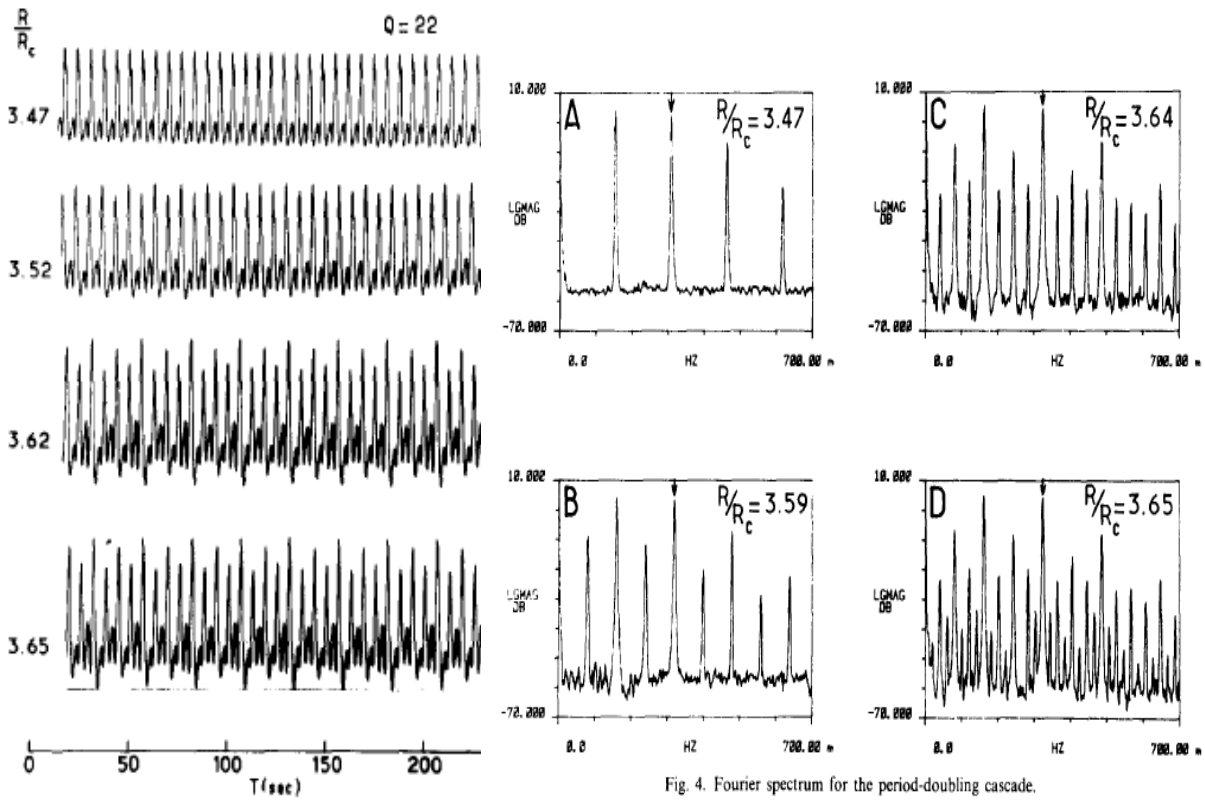 R
R_c
Q = 22
3.47
3.52
3.62
3.65
0 50 100 150 200
T(sec)
A R/R_c = 3.47
10.000
LGMAG
DB
-70.000
0.0 HZ 700.00 m
C R/R_c = 3.64
10.000
LGMAG
DB
-70.000
0.0 HZ 700.00 m
B R/R_c = 3.59
10.000
LGMAG
DB
-70.000
0.0 HZ 700.00 m
D R/R_c = 3.65
10.000
LGMAG
DB
-70.000
0.0 HZ 700.00 m
Fig. 4. Fourier spectrum for the period-doubling cascade.